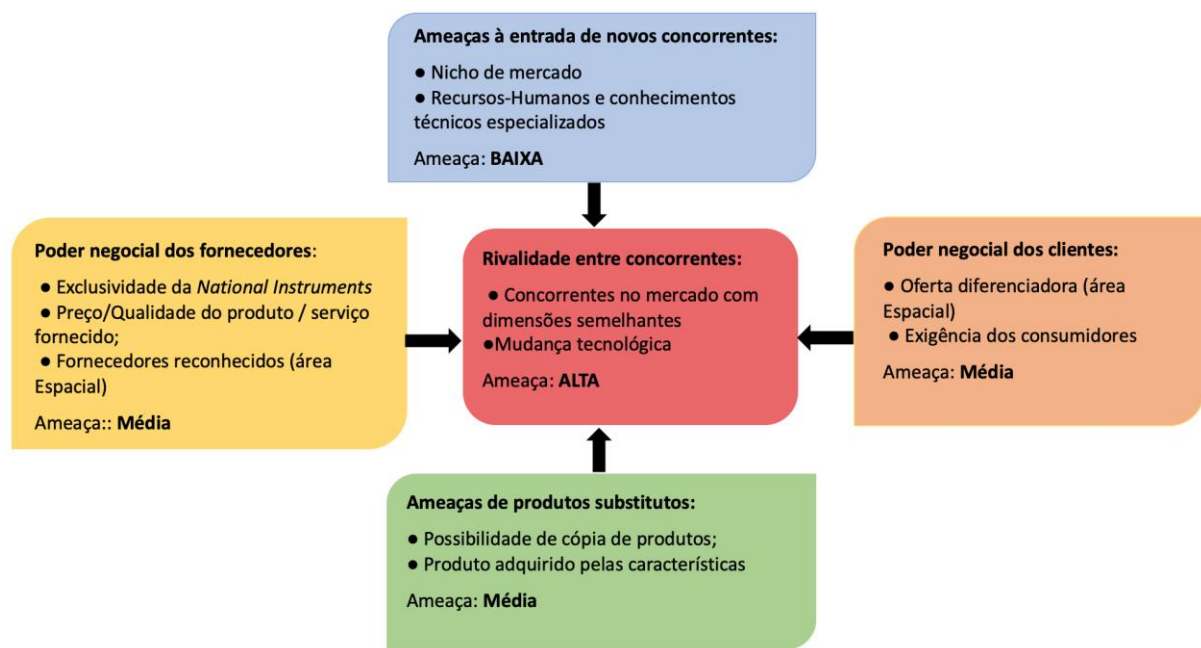 Ameaças à entrada de novos concorrentes:
● Nicho de mercado
● Recursos-Humanos e conhecimentos
técnicos especializados
Ameaça: BAIXA
Poder negocial dos fornecedores:
● Exclusividade da National Instruments
● Preço/Qualidade do produto / serviço
fornecido;
● Fornecedores reconhecidos (área
Espacial)
Ameaça:: Média
Rivalidade entre concorrentes:
● Concorrentes no mercado com
dimensões semelhantes
●Mudança tecnológica
Ameaça: ALTA
Poder negocial dos clientes:
● Oferta diferenciadora (área
Espacial)
● Exigência dos consumidores
Ameaça: Média
Ameaças de produtos substitutos:
● Possibilidade de cópia de produtos;
● Produto adquirido pelas características
Ameaça: Média